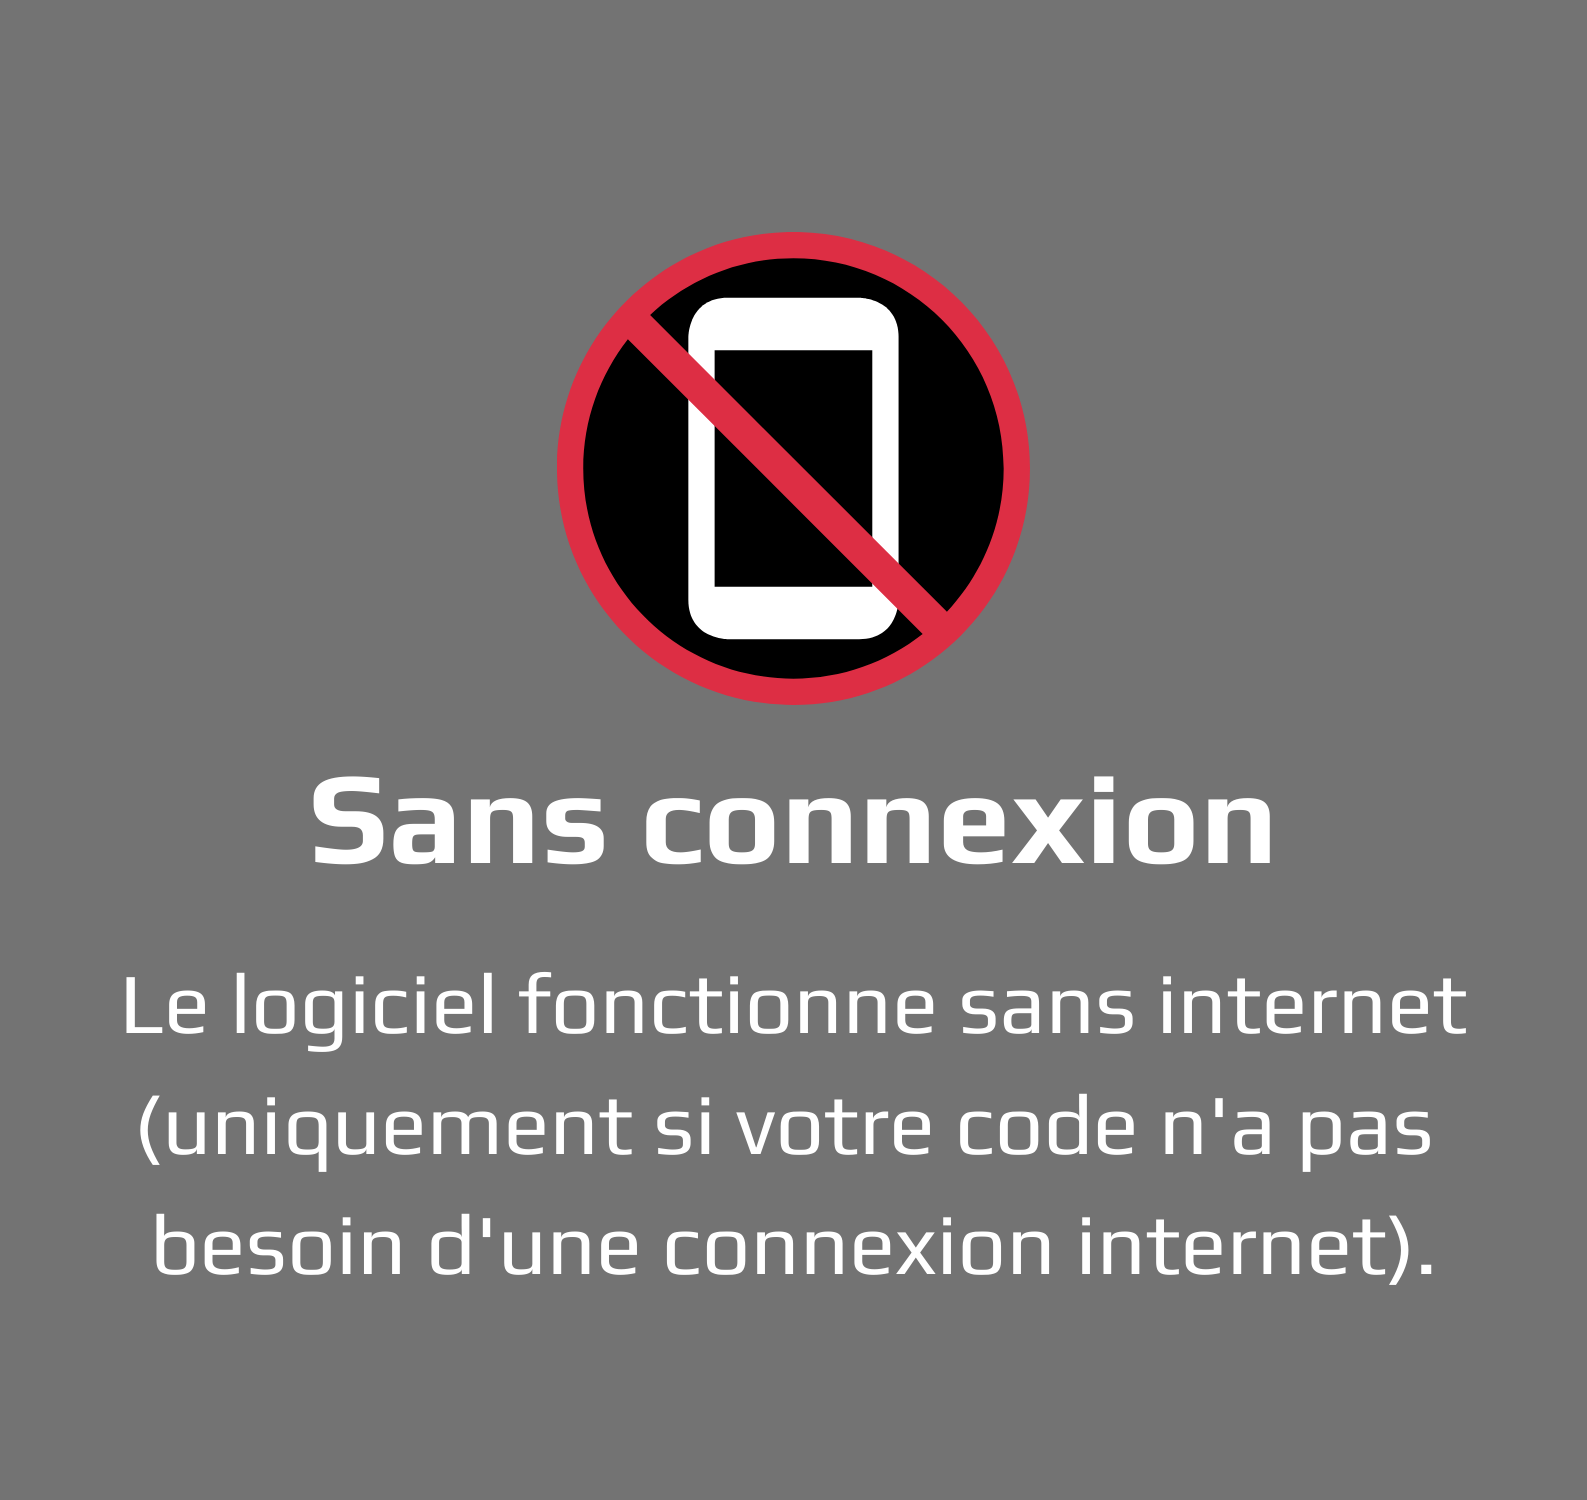 Sans connexion
Le logiciel fonctionne sans internet
(uniquement si votre code n'a pas
besoin d'une connexion internet).